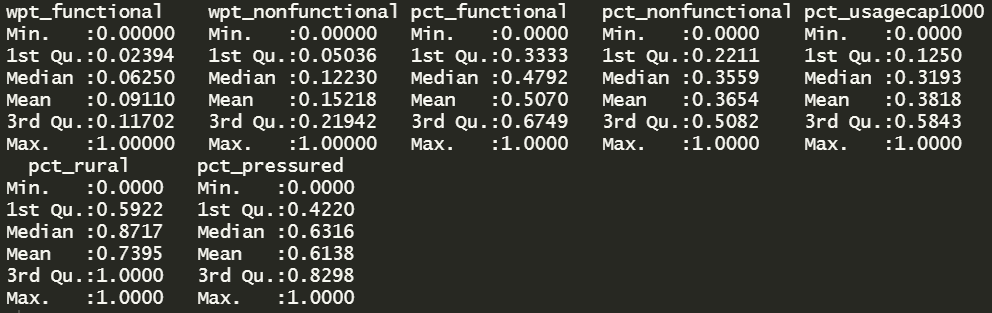 wpt_functional wpt_nonfunctional pct_functional pct_nonfunctional pct_usagecap1000
Min. :0.00000 Min. :0.00000 Min. :0.0000 Min. :0.0000 Min. :0.0000
1st Qu.:0.02394 1st Qu.:0.05036 1st Qu.:0.3333 1st Qu.:0.2211 1st Qu.:0.1250
Median :0.06250 Median :0.12230 Median :0.4792 Median :0.3559 Median :0.3193
Mean :0.09110 Mean :0.15218 Mean :0.5070 Mean :0.3654 Mean :0.3818
3rd Qu.:0.11702 3rd Qu.:0.21942 3rd Qu.:0.6749 3rd Qu.:0.5082 3rd Qu.:0.5843
Max. :1.00000 Max. :1.00000 Max. :1.0000 Max. :1.0000 Max. :1.0000
pct_rural pct_pressured
Min. :0.0000 Min. :0.0000
1st Qu.:0.5922 1st Qu.:0.4220
Median :0.8717 Median :0.6316
Mean :0.7395 Mean :0.6138
3rd Qu.:1.0000 3rd Qu.:0.8298
Max. :1.0000 Max. :1.0000